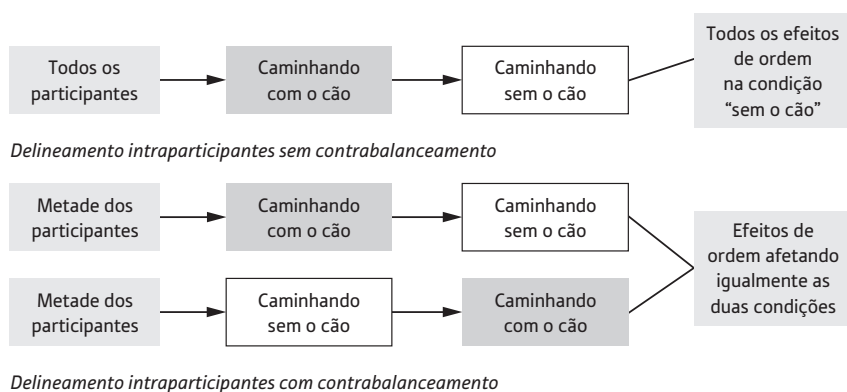 Todos os
participantes
Caminhando
com o cão
Caminhando
sem o cão
Todos os efeitos
de ordem
na condição
“sem o cão”
Delineamento intraparticipantes sem contrabalanceamento
Metade dos
participantes
Caminhando
com o cão
Caminhando
sem o cão
Metade dos
participantes
Caminhando
sem o cão
Caminhando
com o cão
Efeitos de
ordem afetando
igualmente as
duas condições
Delineamento intraparticipantes com contrabalanceamento